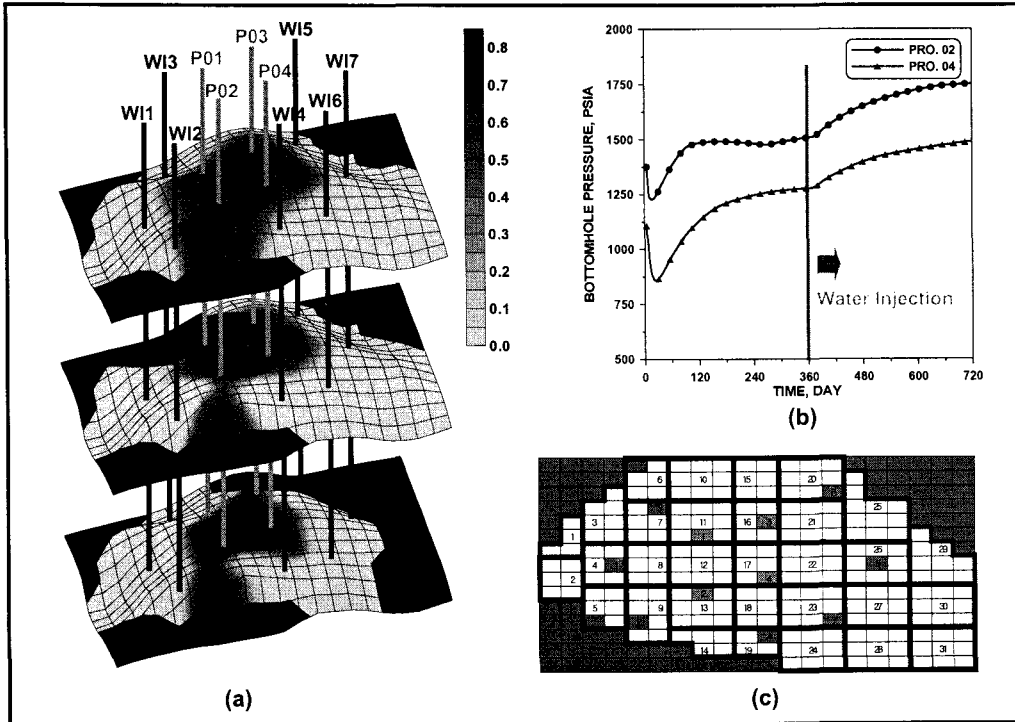 WI1
WI3
WI2
P01
P02
P03
P04
WI5
WI4
WI6
WI7
0.8
0.7
0.6
0.5
0.4
0.3
0.2
0.1
0.0
(a)
BOTTOMHOLE PRESSURE, PSIA
2000
1750
1500
1250
1000
750
500
PRO. 02
PRO. 04
Water Injection
0 120 240 360 480 600 720
TIME, DAY
(b)
6 10 15 20
25
3 7 11 16 21
1
26 29
4 8 12 17 22
2
5 9 13 18 23 27 30
14 19 24 28 31
(c)